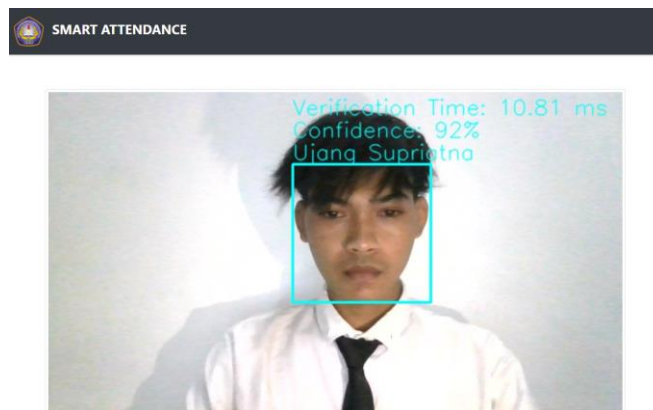 SMART ATTENDANCE
Verification Time: 10.81 ms
Confidence: 92%
Ujang Supriatna